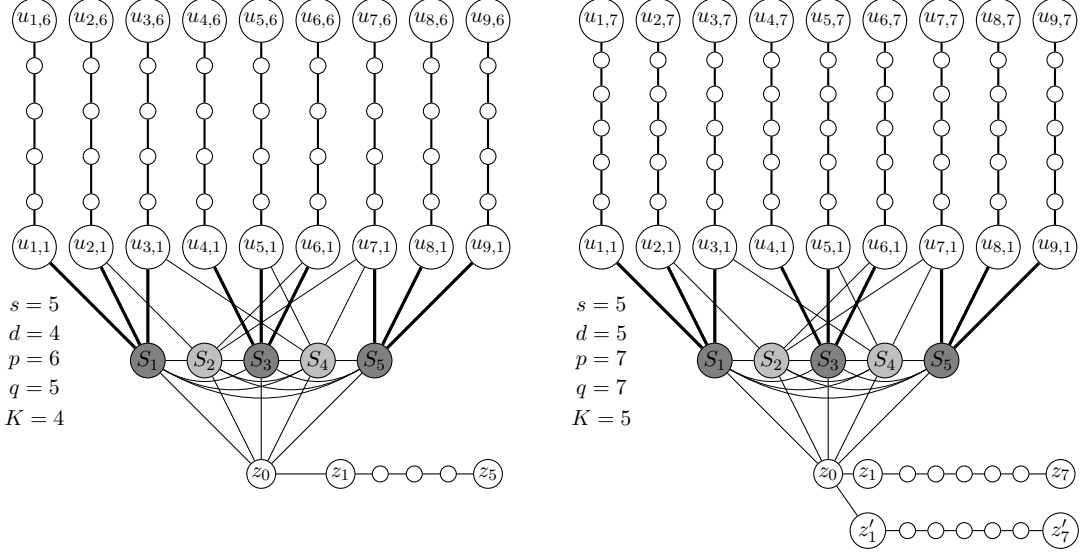 u1,6 u2,6 u3,6 u4,6 u5,6 u6,6 u7,6 u8,6 u9,6
u1,1 u2,1 u3,1 u4,1 u5,1 u6,1 u7,1 u8,1 u9,1
s = 5
d = 4
p = 6
q = 5
K = 4
S1 S2 S3 S4 S5
z0 z1 z5
u1,7 u2,7 u3,7 u4,7 u5,7 u6,7 u7,7 u8,7 u9,7
u1,1 u2,1 u3,1 u4,1 u5,1 u6,1 u7,1 u8,1 u9,1
s = 5
d = 5
p = 7
q = 7
K = 5
S1 S2 S3 S4 S5
z0 z1 z7
z′1 z′7